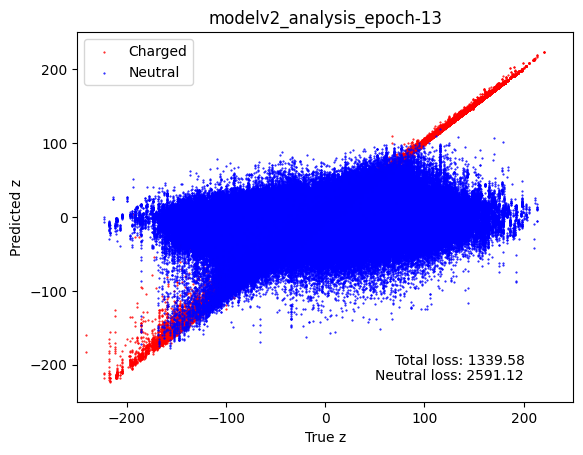 modelv2_analysis_epoch-13
Charged
Neutral
Predicted z
200
100
0
−100
−200
Total loss: 1339.58
Neutral loss: 2591.12
−200 −100 0 100 200
True z